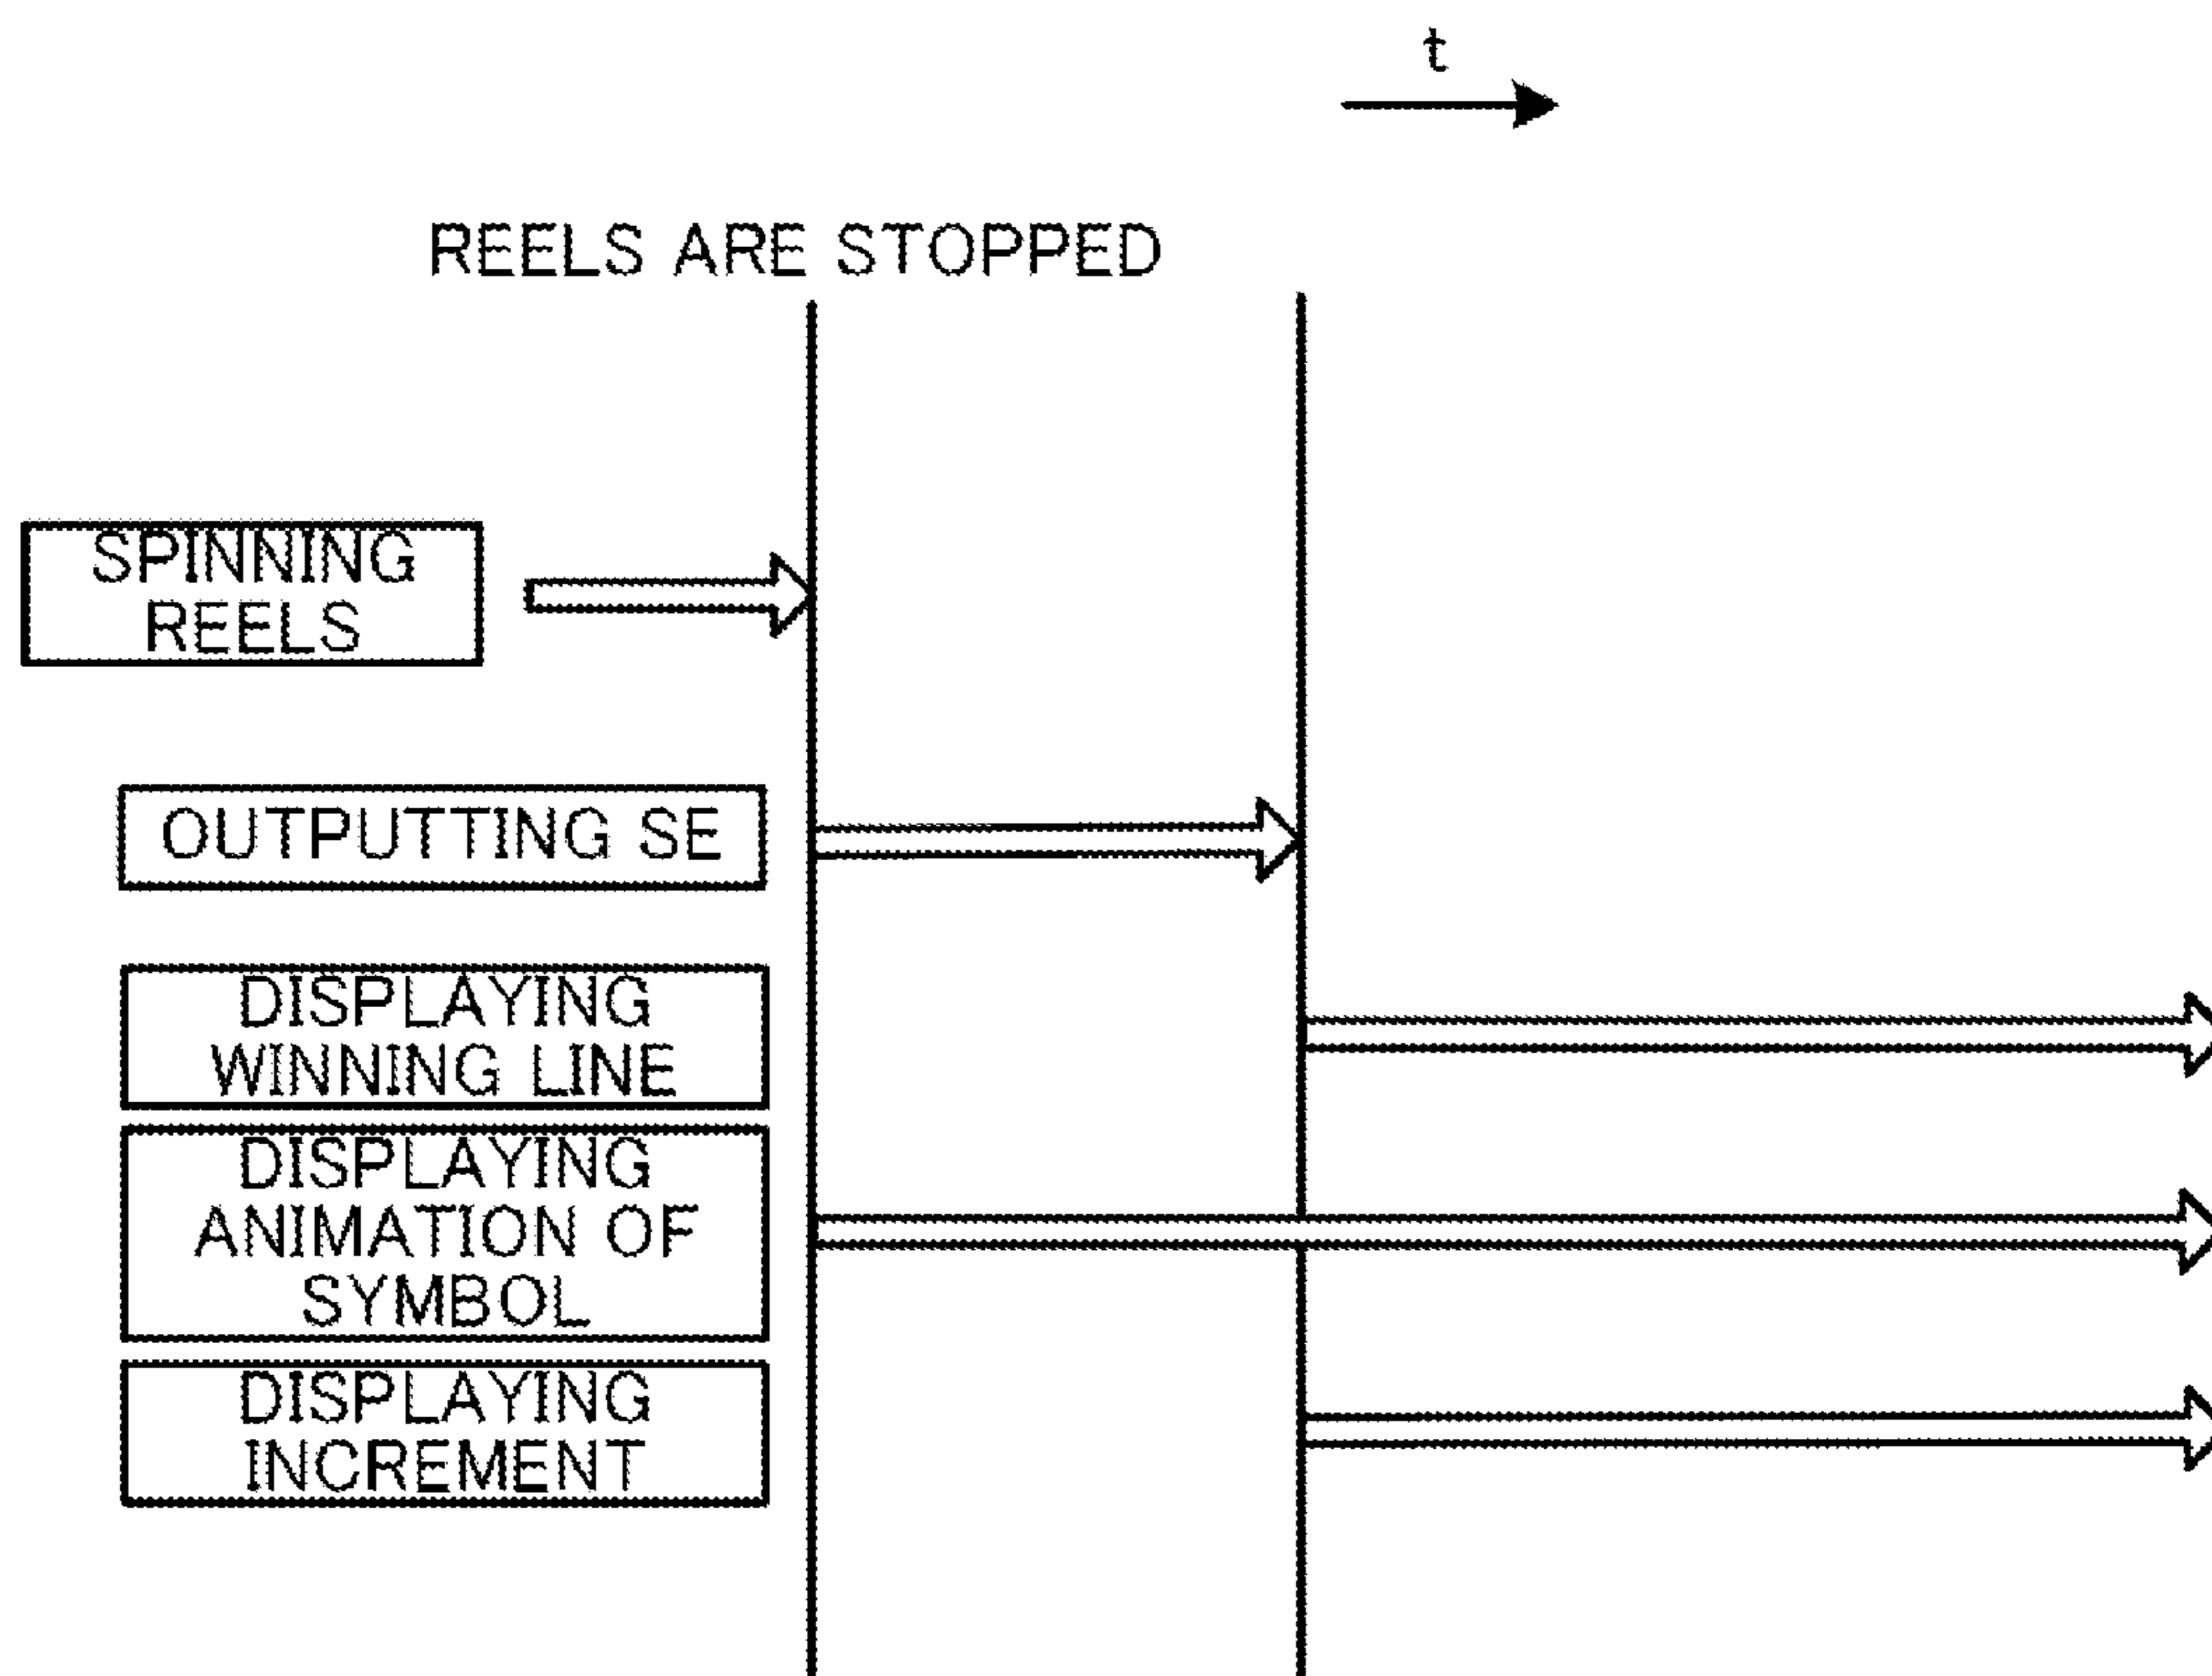 t
REELS ARE STOPPED
SPINNING
REELS
OUTPUTTING SE
DISPLAYING
WINNING LINE
DISPLAYING
ANIMATION OF
SYMBOL
DISPLAYING
INCREMENT